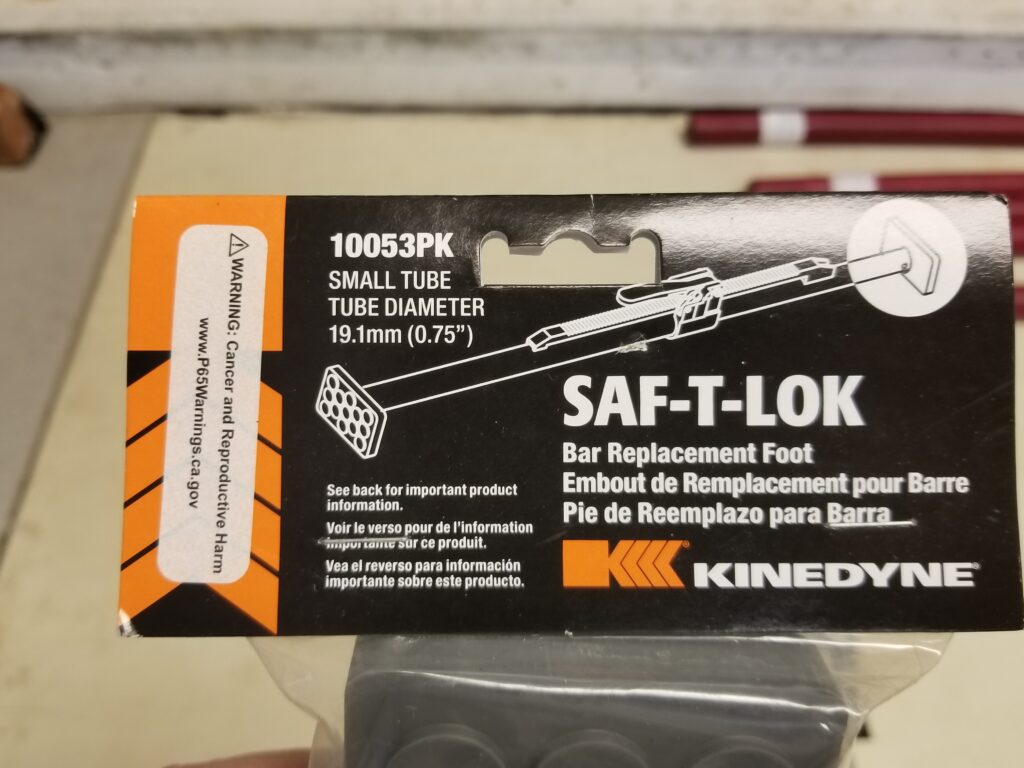 ⚠WARNING: Cancer and Reproductive Harm
www.P65Warnings.ca.gov
10053PK
SMALL TUBE
TUBE DIAMETER
19.1mm (0.75”)
SAF-T-LOK
Bar Replacement Foot
Embout de Remplacement pour Barre
Pie de Reemplazo para Barra
See back for important product
information.
Voir le verso pour de l’information
importante sur ce produit.
Vea el reverso para información
importante sobre este producto.
KINEDYNE®